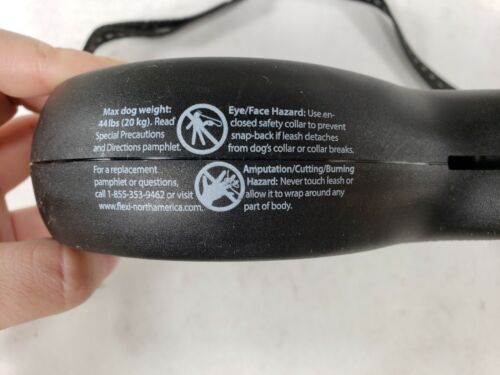 Max dog weight:
44 lbs (20 kg). Read
Special Precautions
and Directions pamphlet.
Eye/Face Hazard: Use en-
closed safety collar to prevent
snap-back if leash detaches
from dog's collar or collar breaks.
For a replacement
pamphlet or questions,
call 1-855-353-9462 or visit
www.flexi-northamerica.com.
Amputation/Cutting/Burning
Hazard: Never touch leash or
allow it to wrap around any
part of body.